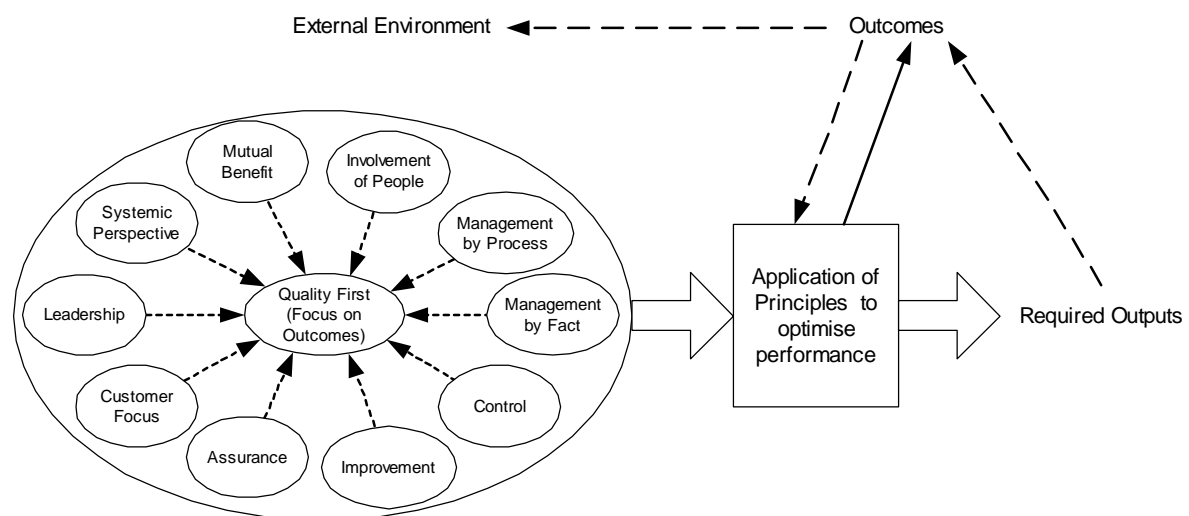 External Environment
Outcomes
Mutual
Benefit
Involvement
of People
Systemic
Perspective
Management
by Process
Leadership
Quality First
(Focus on
Outcomes)
Management
by Fact
Customer
Focus
Control
Assurance
Improvement
Application of
Principles to
optimise
performance
Required Outputs